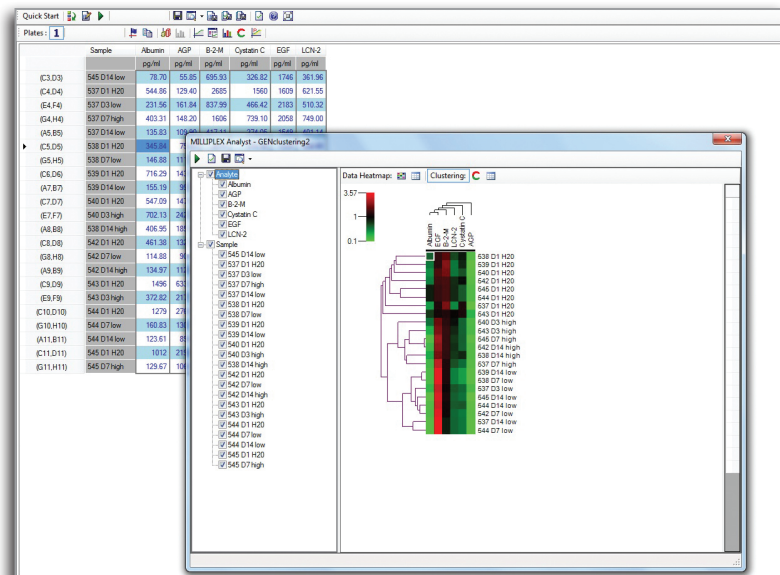 Quick Start
Plates: 1
Sample Albumin AGP B-2-M Cystatin C EGF LCN-2
pg/ml pg/ml pg/ml pg/ml pg/ml pg/ml
(C3,D3) 545 D14 low 78.70 55.85 695.93 326.82 1746 361.96
(C4,D4) 537 D1 H20 544.86 129.40 2685 1560 1609 621.55
(E4,F4) 537 D3 low 231.56 161.84 837.99 466.42 2183 510.32
(G4,H4) 537 D7 high 403.31 148.20 1606 739.10 2058 749.00
(A5,B5) 537 D14 low 135.83
(C5,D5) 538 D1 H20 345.84
(G5,H5) 538 D7 low 146.88
(C6,D6) 539 D1 H20 716.29
(A7,B7) 539 D14 low 155.19
(C7,D7) 540 D1 H20 547.09
(E7,F7) 540 D3 high 702.13
(A8,B8) 538 D14 high 406.95
(C8,D8) 542 D1 H20 461.38
(G8,H8) 542 D7 low 114.88
(A9,B9) 542 D14 high 134.97
(C9,D9) 543 D1 H20 1496
(E9,F9) 543 D3 high 372.82
(C10,D10) 544 D1 H20 1279
(G10,H10) 544 D7 low 160.83
(A11,B11) 544 D14 low 123.61
(C11,D11) 545 D1 H20 1012
(G11,H11) 545 D7 high 129.67
MILLIPLEX Analyst - GENclustering2
Analyte
Albumin
AGP
B-2-M
Cystatin C
EGF
LCN-2
Sample
545 D14 low
537 D1 H20
537 D3 low
537 D7 high
537 D14 low
538 D1 H20
538 D7 low
539 D1 H20
539 D14 low
540 D1 H20
540 D3 high
538 D14 high
542 D1 H20
542 D7 low
542 D14 high
543 D1 H20
543 D3 high
544 D1 H20
544 D7 low
544 D14 low
545 D1 H20
545 D7 high
Data Heatmap: Clustering: C
3.57
1
0.1
Albumin
EGF
B-2-M
LCN-2
Cystatin C
AGP
538 D1 H20
539 D1 H20
540 D1 H20
542 D1 H20
545 D1 H20
544 D1 H20
537 D1 H20
543 D1 H20
540 D3 high
543 D3 high
545 D7 high
542 D14 high
538 D14 high
537 D7 high
539 D14 low
538 D7 low
537 D3 low
545 D14 low
544 D14 low
542 D7 low
537 D14 low
544 D7 low